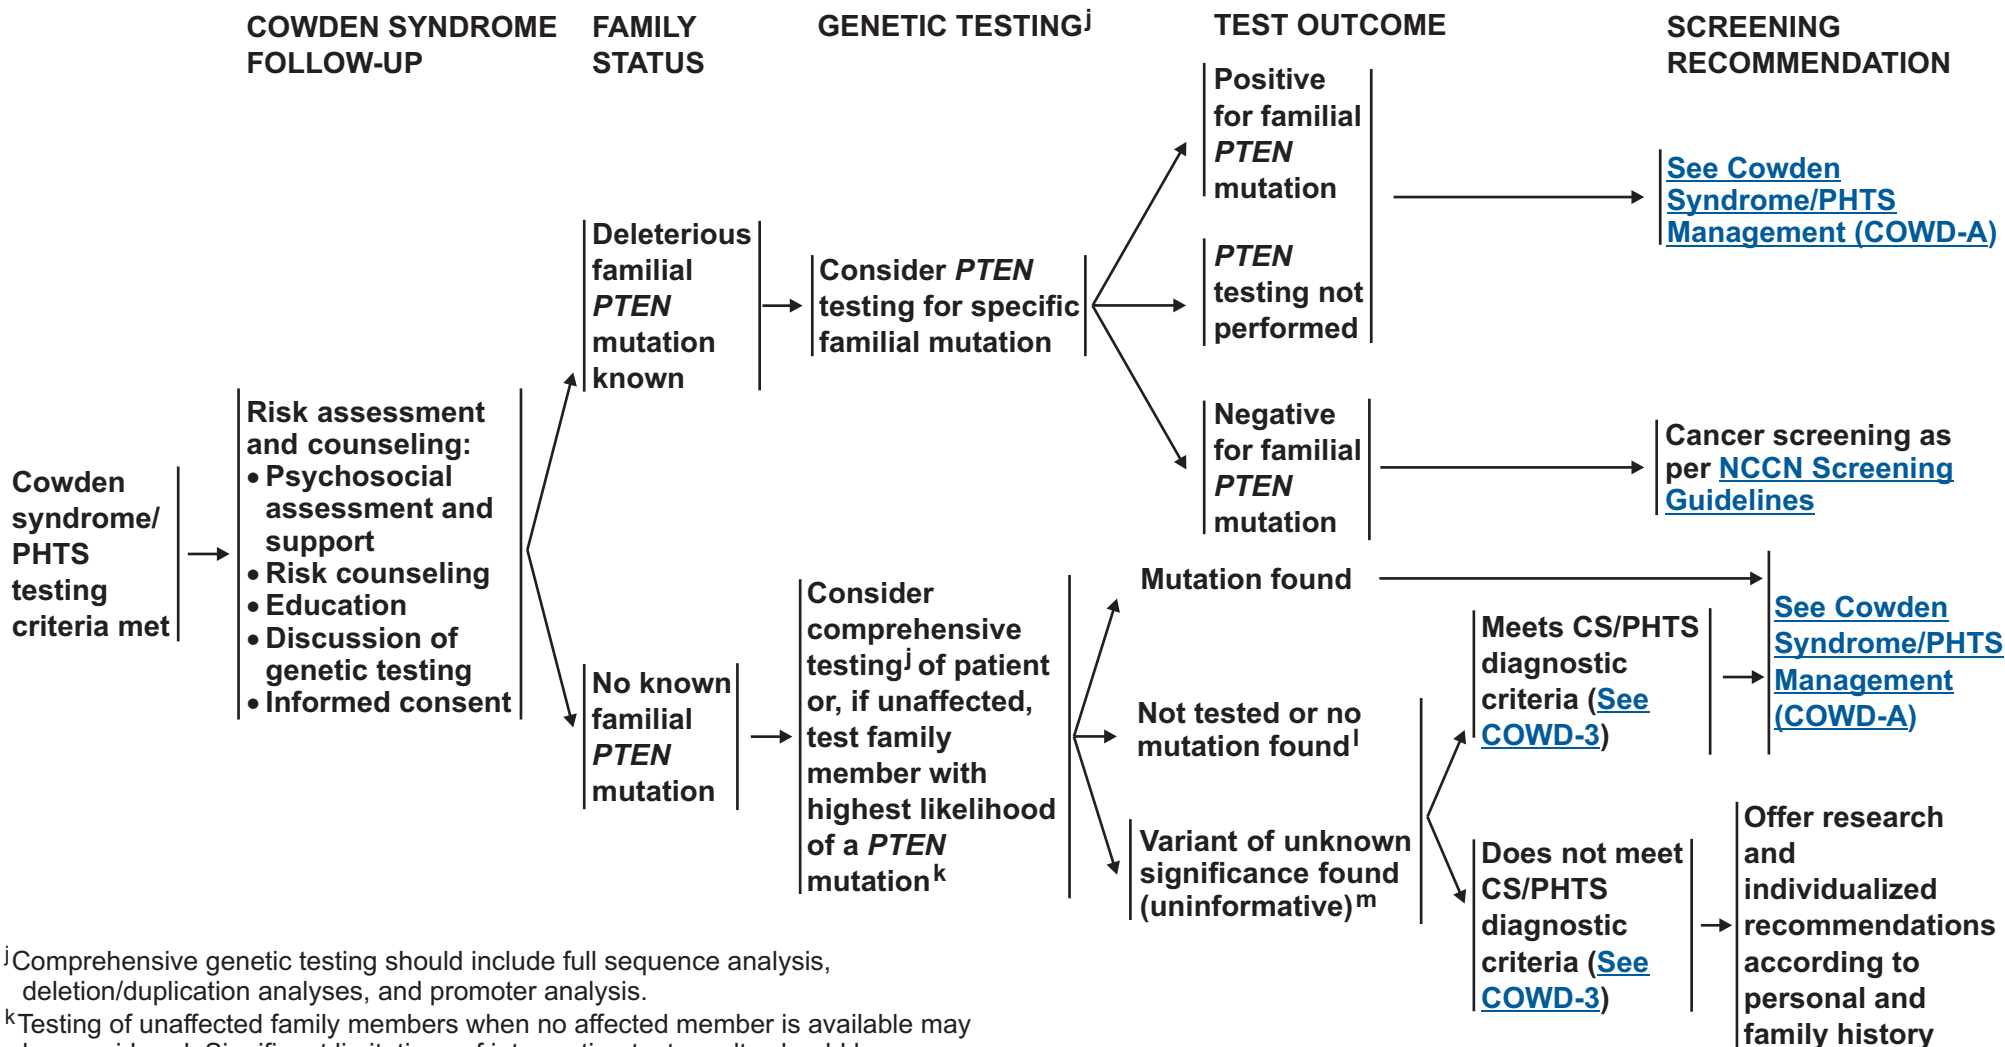 COWDEN SYNDROME
FOLLOW-UP
FAMILY
STATUS
GENETIC TESTINGj
TEST OUTCOME
SCREENING
RECOMMENDATION
Cowden
syndrome/
PHTS
testing
criteria met
Risk assessment
and counseling:
• Psychosocial
assessment and
support
• Risk counseling
• Education
• Discussion of
genetic testing
• Informed consent
Deleterious
familial
PTEN
mutation
known
Consider PTEN
testing for specific
familial mutation
Positive
for familial
PTEN
mutation
PTEN
testing not
performed
See Cowden
Syndrome/PHTS
Management (COWD-A)
Negative
for familial
PTEN
mutation
Cancer screening as
per NCCN Screening
Guidelines
No known
familial
PTEN
mutation
Consider
comprehensive
testingj of patient
or, if unaffected,
test family
member with
highest likelihood
of a PTEN
mutationk
Mutation found
Not tested or no
mutation foundl
Variant of unknown
significance found
(uninformative)m
Meets CS/PHTS
diagnostic
criteria (See
COWD-3)
See Cowden
Syndrome/PHTS
Management
(COWD-A)
Does not meet
CS/PHTS
diagnostic
criteria (See
COWD-3)
Offer research
and
individualized
recommendations
according to
personal and
family history
jComprehensive genetic testing should include full sequence analysis,
deletion/duplication analyses, and promoter analysis.
kTesting of unaffected family members when no affected member is available may